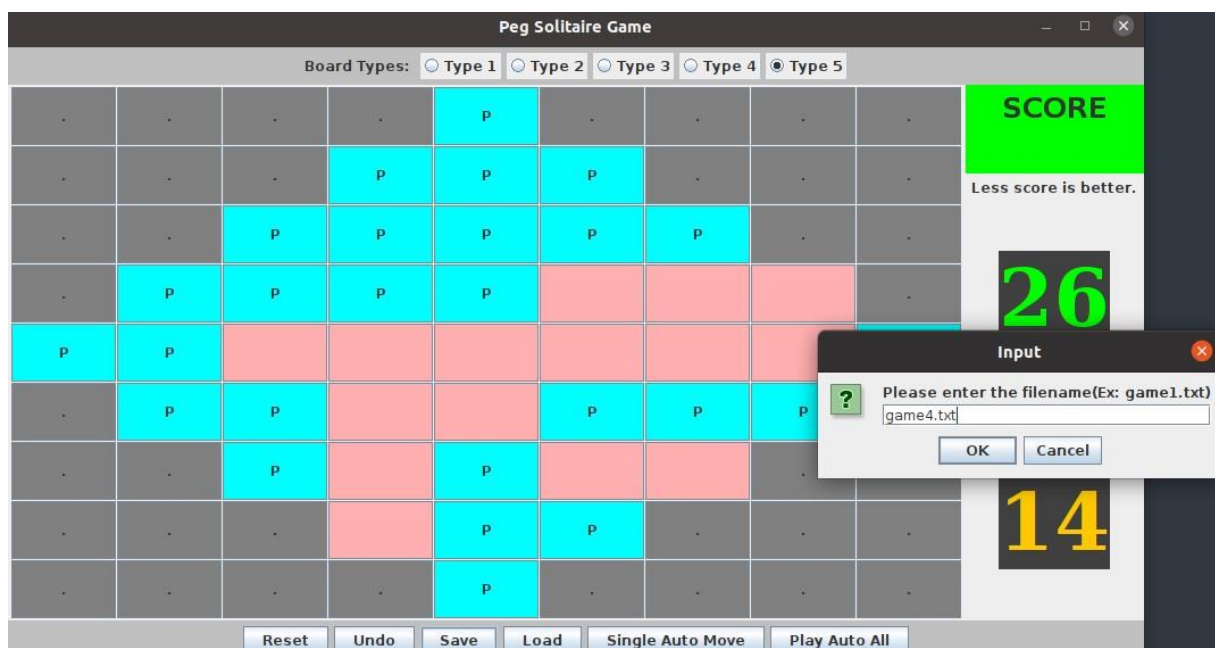 Peg Solitaire Game
Board Types: Type 1 Type 2 Type 3 Type 4 Type 5
. . . . P . . . .
. . . P P P . . .
. . P P P P P . .
. P P P P .
P P
. P P P P P
. . P P .
. . . P P . . .
. . . . P . . . .
SCORE
Less score is better.
26
Input
Please enter the filename(Ex: game1.txt)
game4.txt
OK Cancel
14
Reset Undo Save Load Single Auto Move Play Auto All